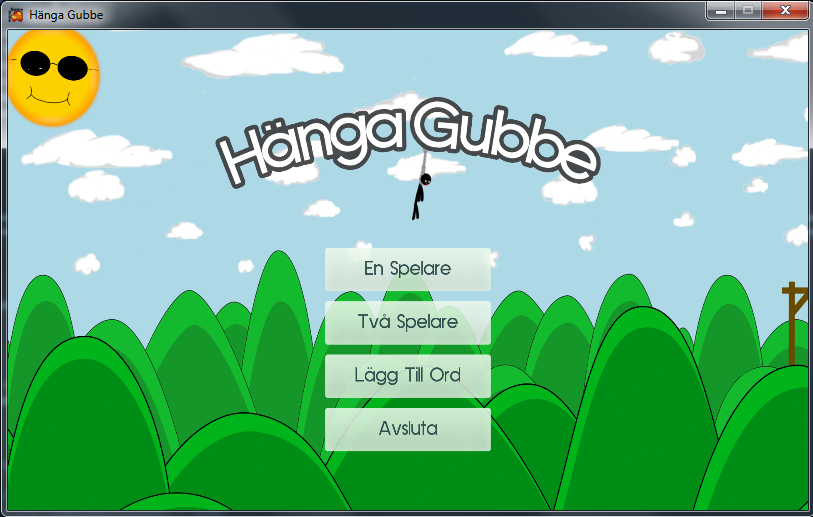 Hänga Gubbe
Hänga Gubbe
En Spelare
Två Spelare
Lägg Till Ord
Avsluta